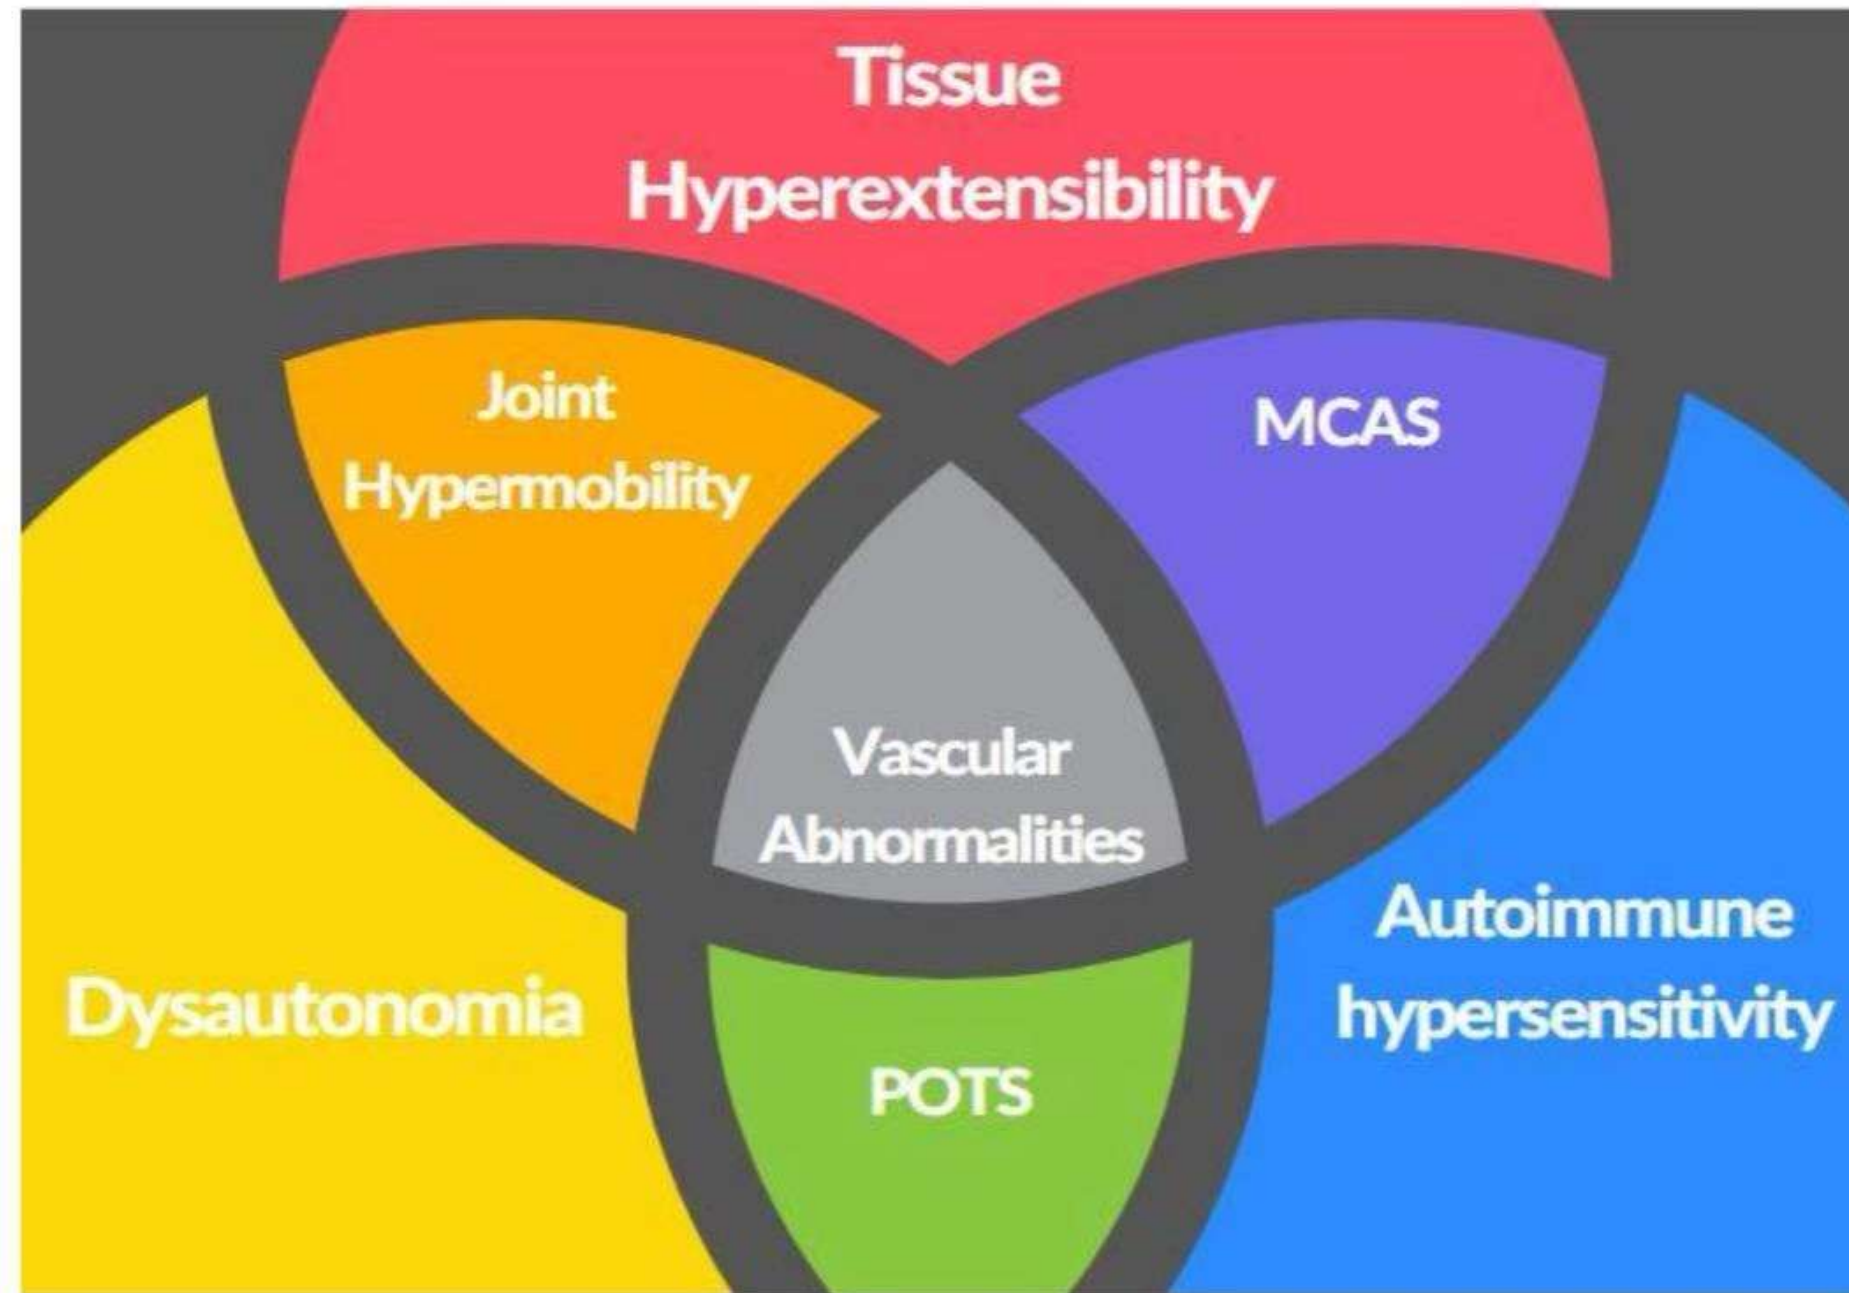 Tissue
Hyperextensibility
Joint
Hypermobility
MCAS
Vascular
Abnormalities
Dysautonomia
Autoimmune
hypersensitivity
POTS